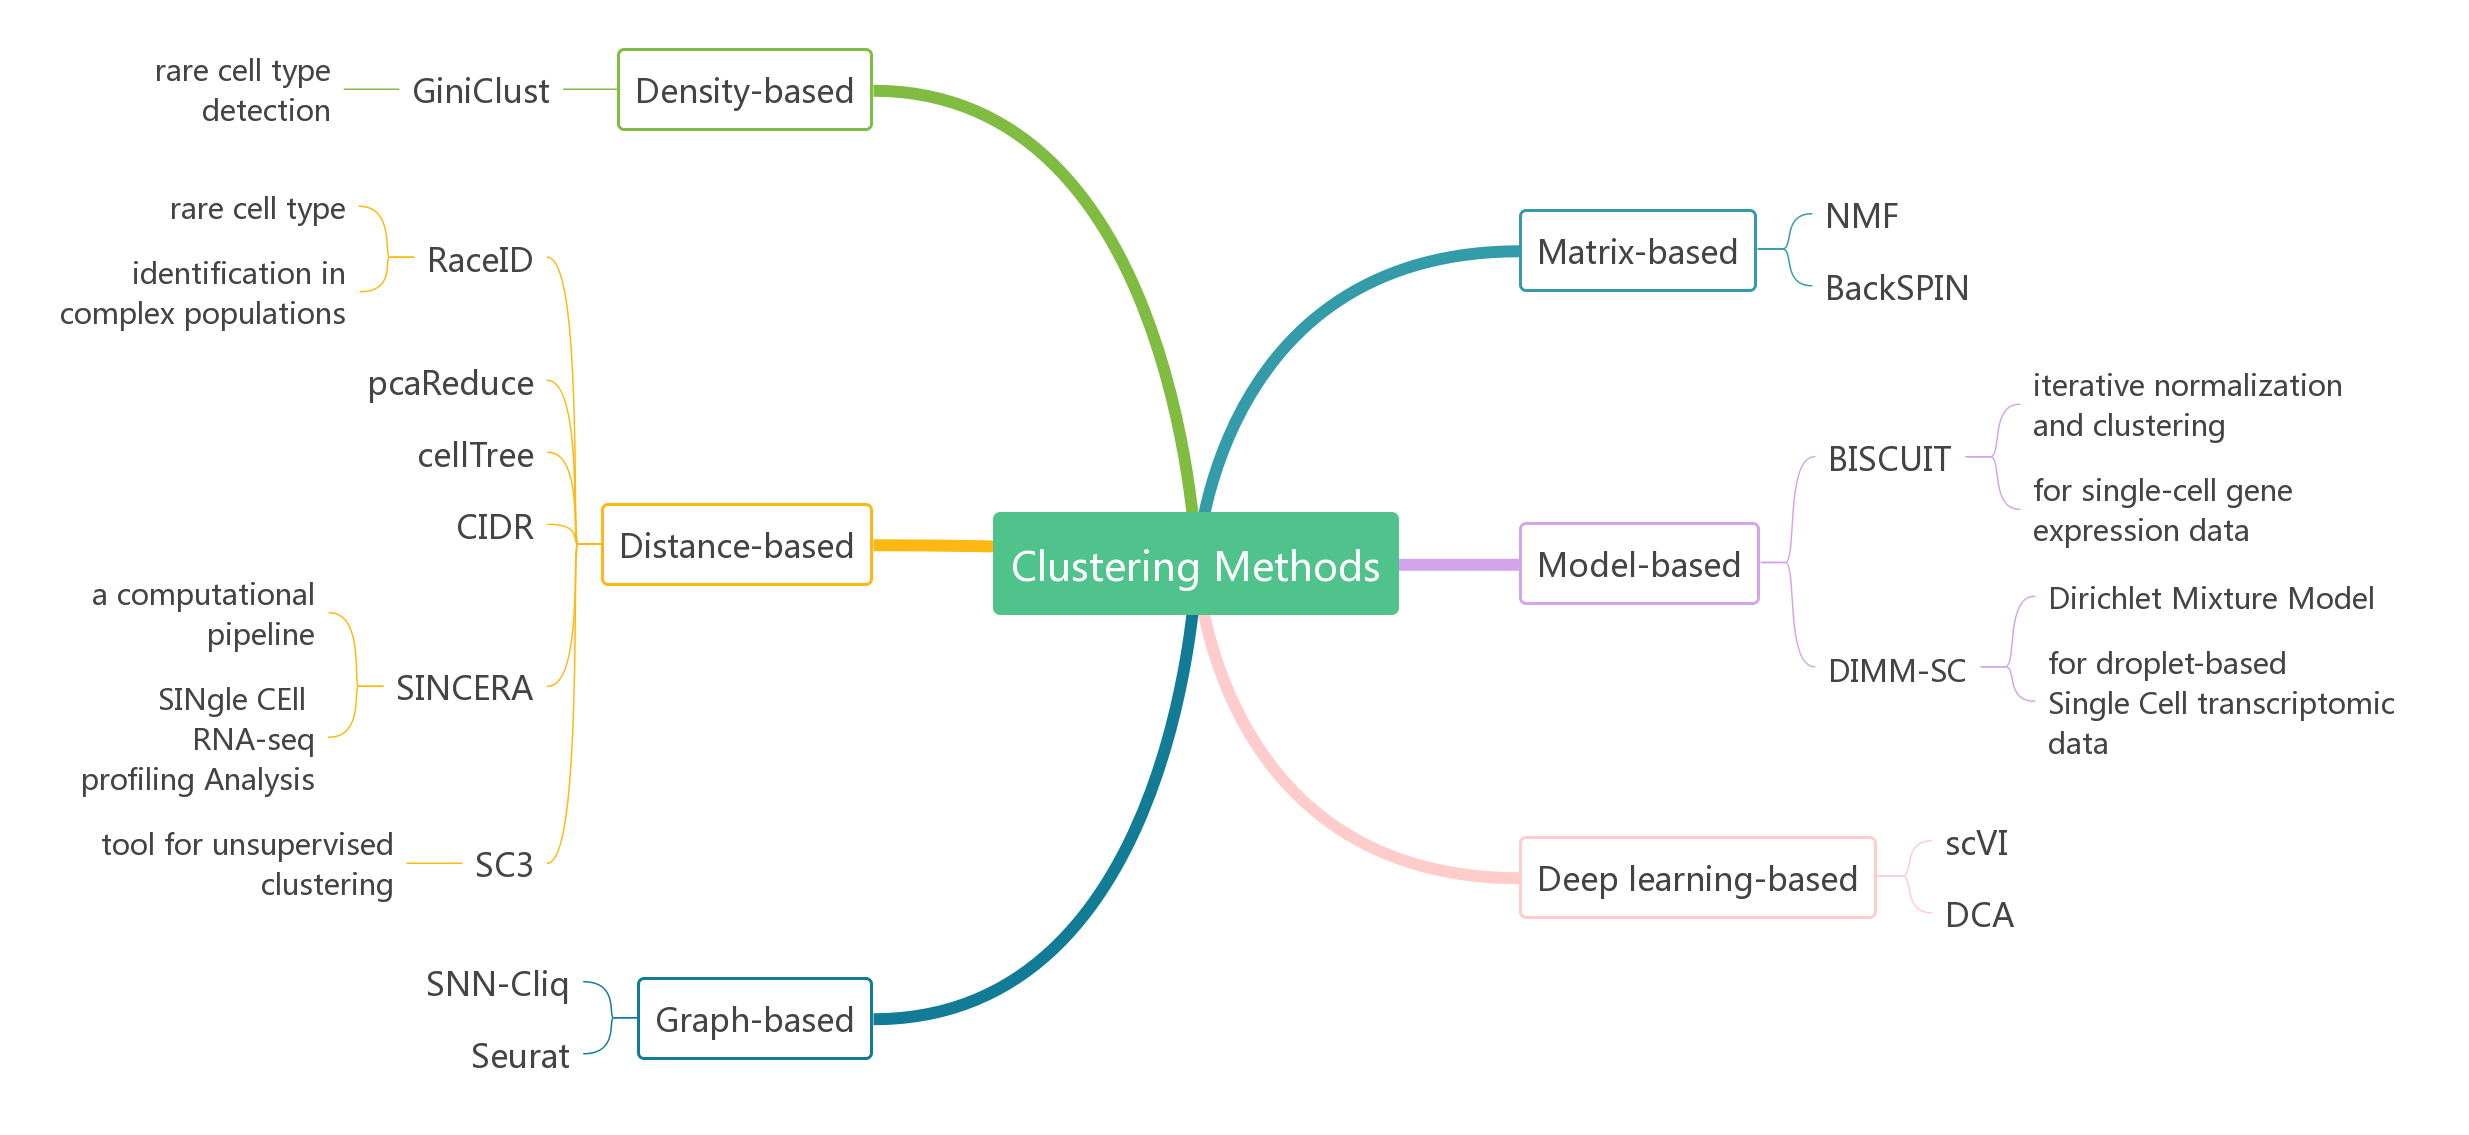 Clustering Methods
Density-based
GiniClust
rare cell type
detection
Distance-based
RaceID
rare cell type
identification in
complex populations
pcaReduce
cellTree
CIDR
SINCERA
a computational
pipeline
SINgle CEll
RNA-seq
profiling Analysis
SC3
tool for unsupervised
clustering
Graph-based
SNN-Cliq
Seurat
Matrix-based
NMF
BackSPIN
Model-based
BISCUIT
iterative normalization
and clustering
for single-cell gene
expression data
DIMM-SC
Dirichlet Mixture Model
for droplet-based
Single Cell transcriptomic
data
Deep learning-based
scVI
DCA